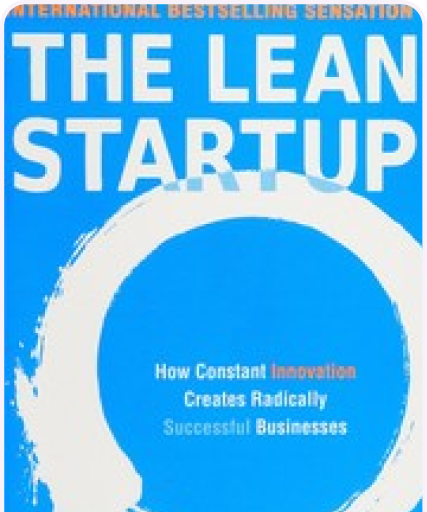 INTERNATIONAL BESTSELLING SENSATION
THE LEAN
STARTUP
How Constant Innovation
Creates Radically
Successful Businesses